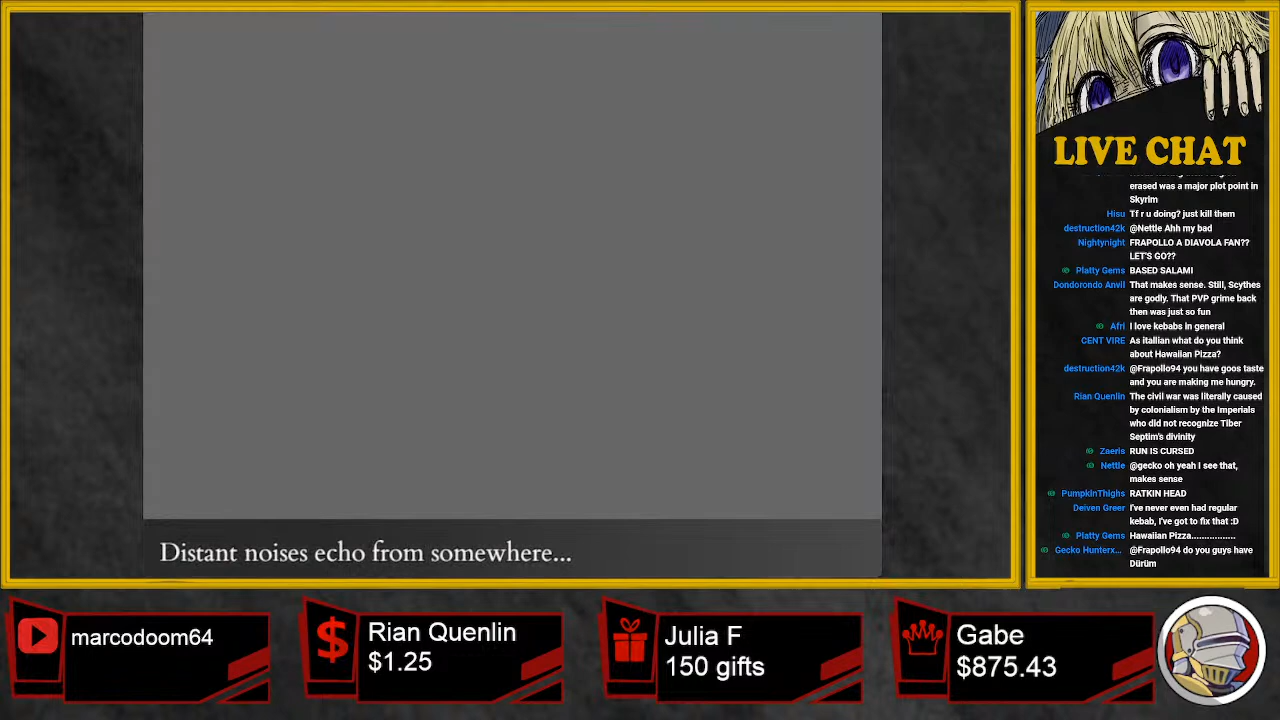 LIVE CHAT
erased was a major plot point in
Skyrim
Hisu Tf r u doing? just kill them
destruction42k @Nettle Ahh my bad
Nightynight FRAPOLLO A DIAVOLA FAN??
LET'S GO??
Platty Gems BASED SALAMI
Dondorondo Anvil That makes sense. Still, Scythes
are godly. That PVP grime back
then was just so fun
Afri I love kebabs in general
CENT VIRE As itallian what do you think
about Hawaiian Pizza?
destruction42k @Frapollo94 you have goos taste
and you are making me hungry.
Rian Quenlin The civil war was literally caused
by colonialism by the Imperials
who did not recognize Tiber
Septim's divinity
Zaeris RUN IS CURSED
Nettle @gecko oh yeah I see that,
makes sense
PumpkinThighs RATKIN HEAD
Deiven Greer I've never even had regular
kebab, I've got to fix that :D
Platty Gems Hawaiian Pizza.................
Gecko Hunterx... @Frapollo94 do you guys have
Dürüm
Distant noises echo from somewhere...
marcodoom64
Rian Quenlin
$1.25
Julia F
150 gifts
Gabe
$875.43